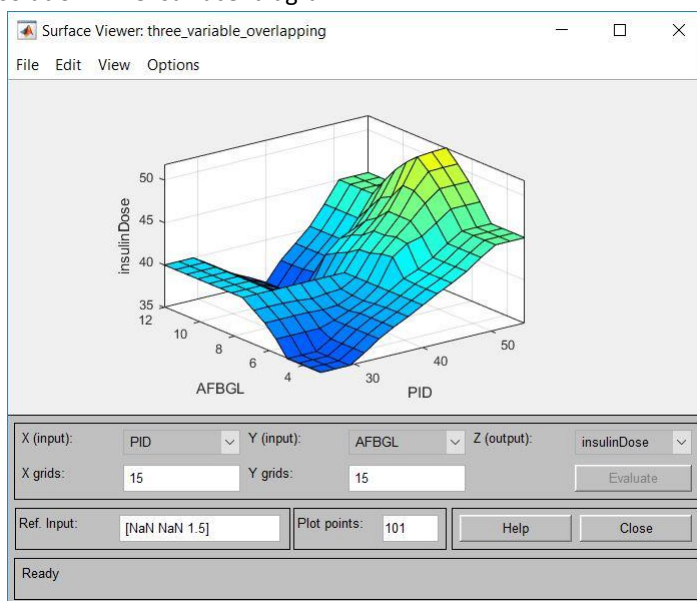 Surface Viewer: three_variable_overlapping
File Edit View Options
50
45
40
35
insulinDose
12
10
8
6
4
AFBGL
30
40
50
PID
X (input): PID Y (input): AFBGL Z (output): insulinDose
X grids: 15 Y grids: 15 Evaluate
Ref. Input: [NaN NaN 1.5] Plot points: 101 Help Close
Ready